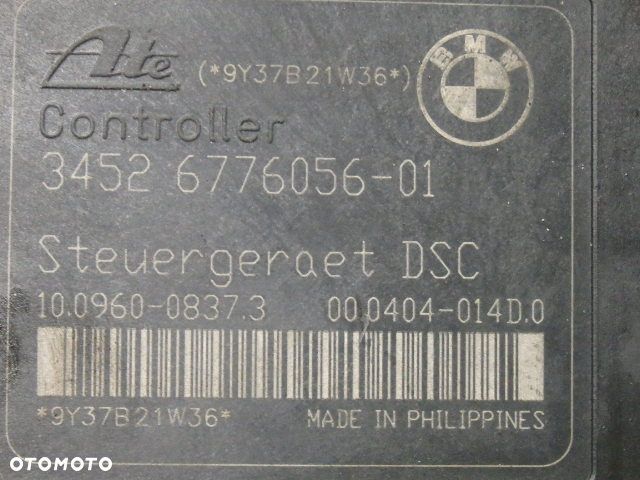 Ate (*9Y37B21W36*)
BMW
Controller
3452 6776056-01
Steuergeraet DSC
10.0960-0837.3 00.0404-014D.0
*9Y37B21W36* MADE IN PHILIPPINES
OTOMOTO